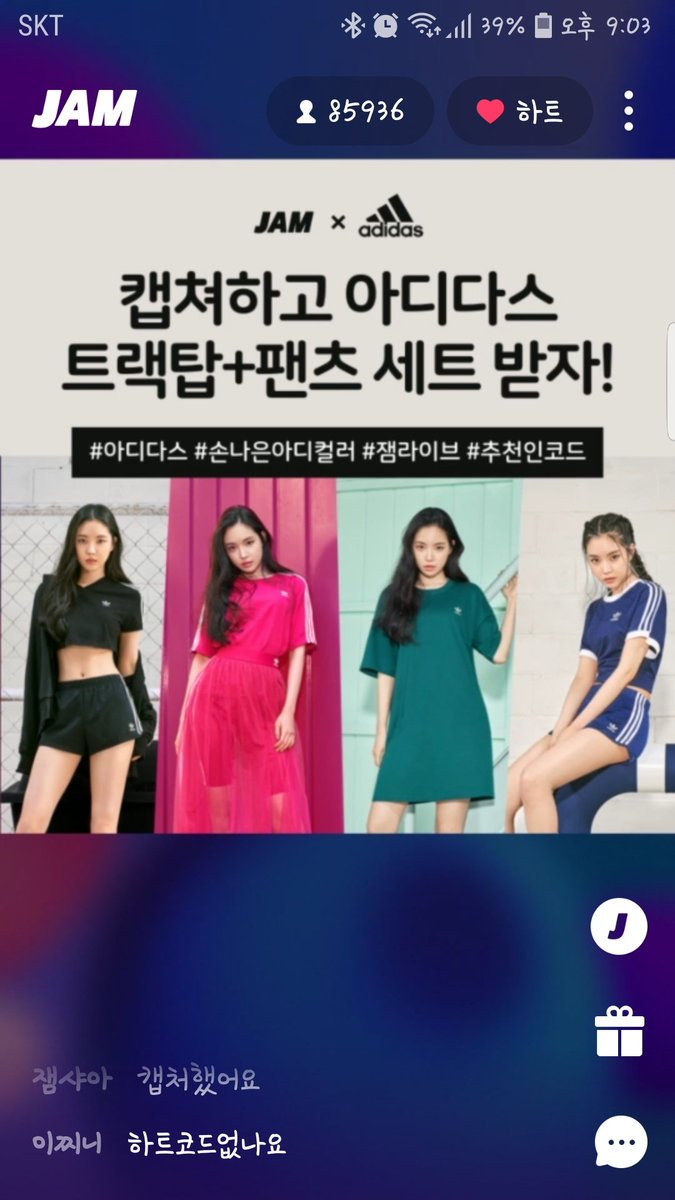 SKT 39% 오후 9:03
JAM 85936 하트
JAM × adidas
캡쳐하고 아디다스
트랙탑+팬츠 세트 받자!
#아디다스 #손나은아디컬러 #잼라이브 #추천인코드
J
잼샤아 캡처했어요
이찌니 하트코드없나요